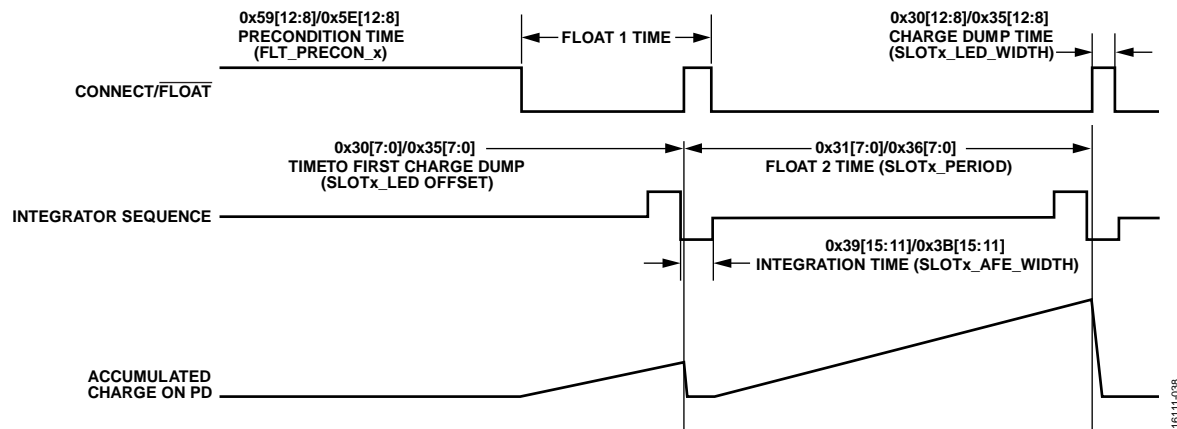 0x59[12:8]/0x5E[12:8]
PRECONDITION TIME
(FLT_PRECON_x)
FLOAT 1 TIME
0x30[12:8]/0x35[12:8]
CHARGE DUMP TIME
(SLOTx_LED_WIDTH)
CONNECT/FLOAT
0x30[7:0]/0x35[7:0]
TIMETO FIRST CHARGE DUMP
(SLOTx_LED OFFSET)
0x31[7:0]/0x36[7:0]
FLOAT 2 TIME (SLOTx_PERIOD)
INTEGRATOR SEQUENCE
0x39[15:11]/0x3B[15:11]
INTEGRATION TIME (SLOTx_AFE_WIDTH)
ACCUMULATED
CHARGE ON PD
16111-038